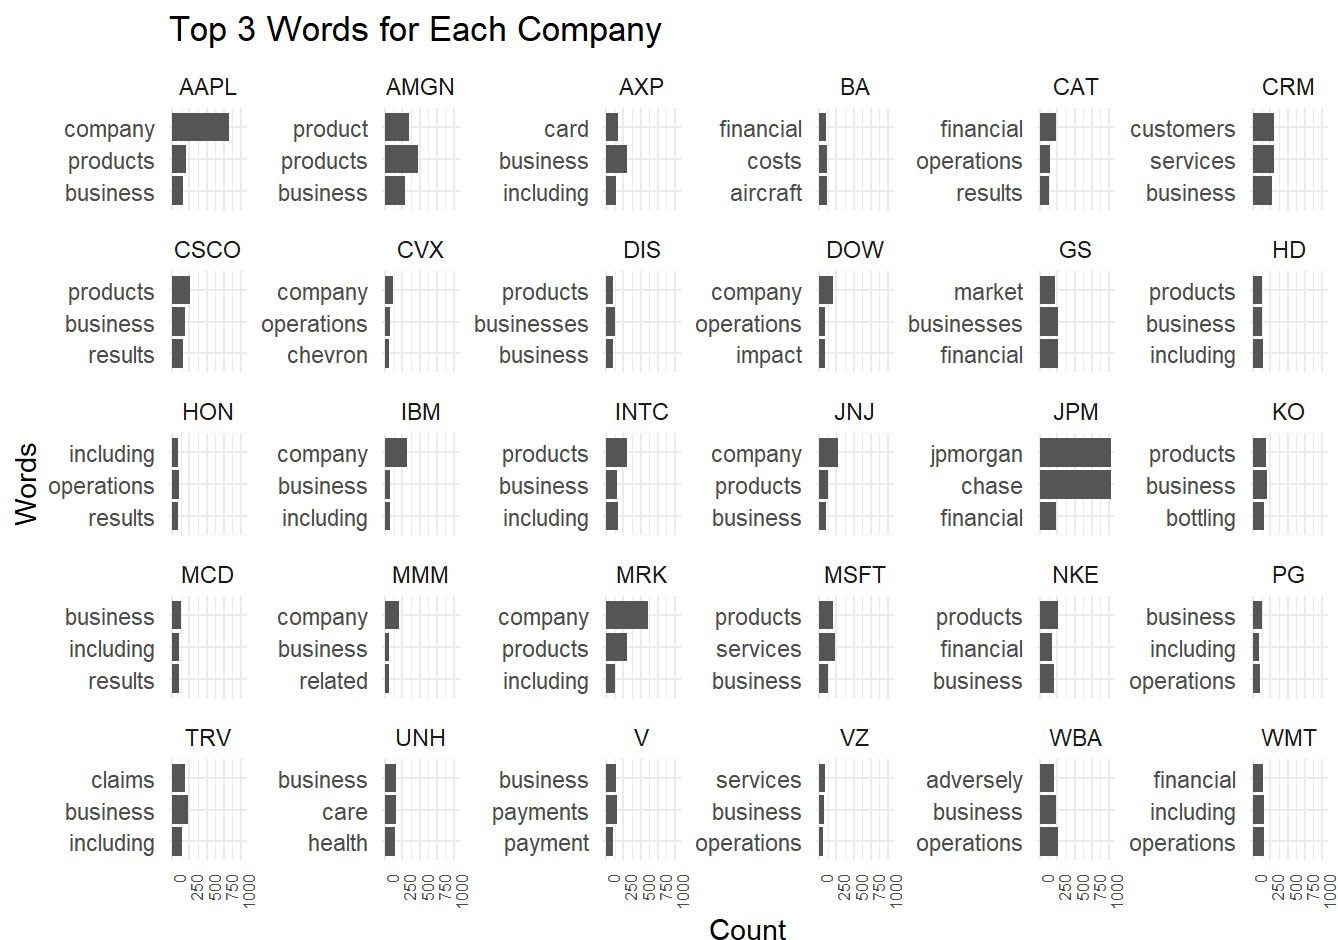 Top 3 Words for Each Company
AAPL AMGN AXP BA CAT CRM
company product card financial financial customers
products products business costs operations services
business business including aircraft results business
CSCO CVX DIS DOW GS HD
products company products company market products
business operations businesses operations businesses business
results chevron business impact financial including
HON IBM INTC JNJ JPM KO
including company products company jpmorgan products
operations business business products chase business
results including including business financial bottling
Words
MCD MMM MRK MSFT NKE PG
business company company products products business
including business products services financial including
results related including business business operations
TRV UNH V VZ WBA WMT
claims business business services adversely financial
business care payments business business including
including health payment operations operations operations
0 250 500 750 1000 0 250 500 750 1000 0 250 500 750 1000 0 250 500 750 1000 0 250 500 750 1000 0 250 500 750 1000
Count